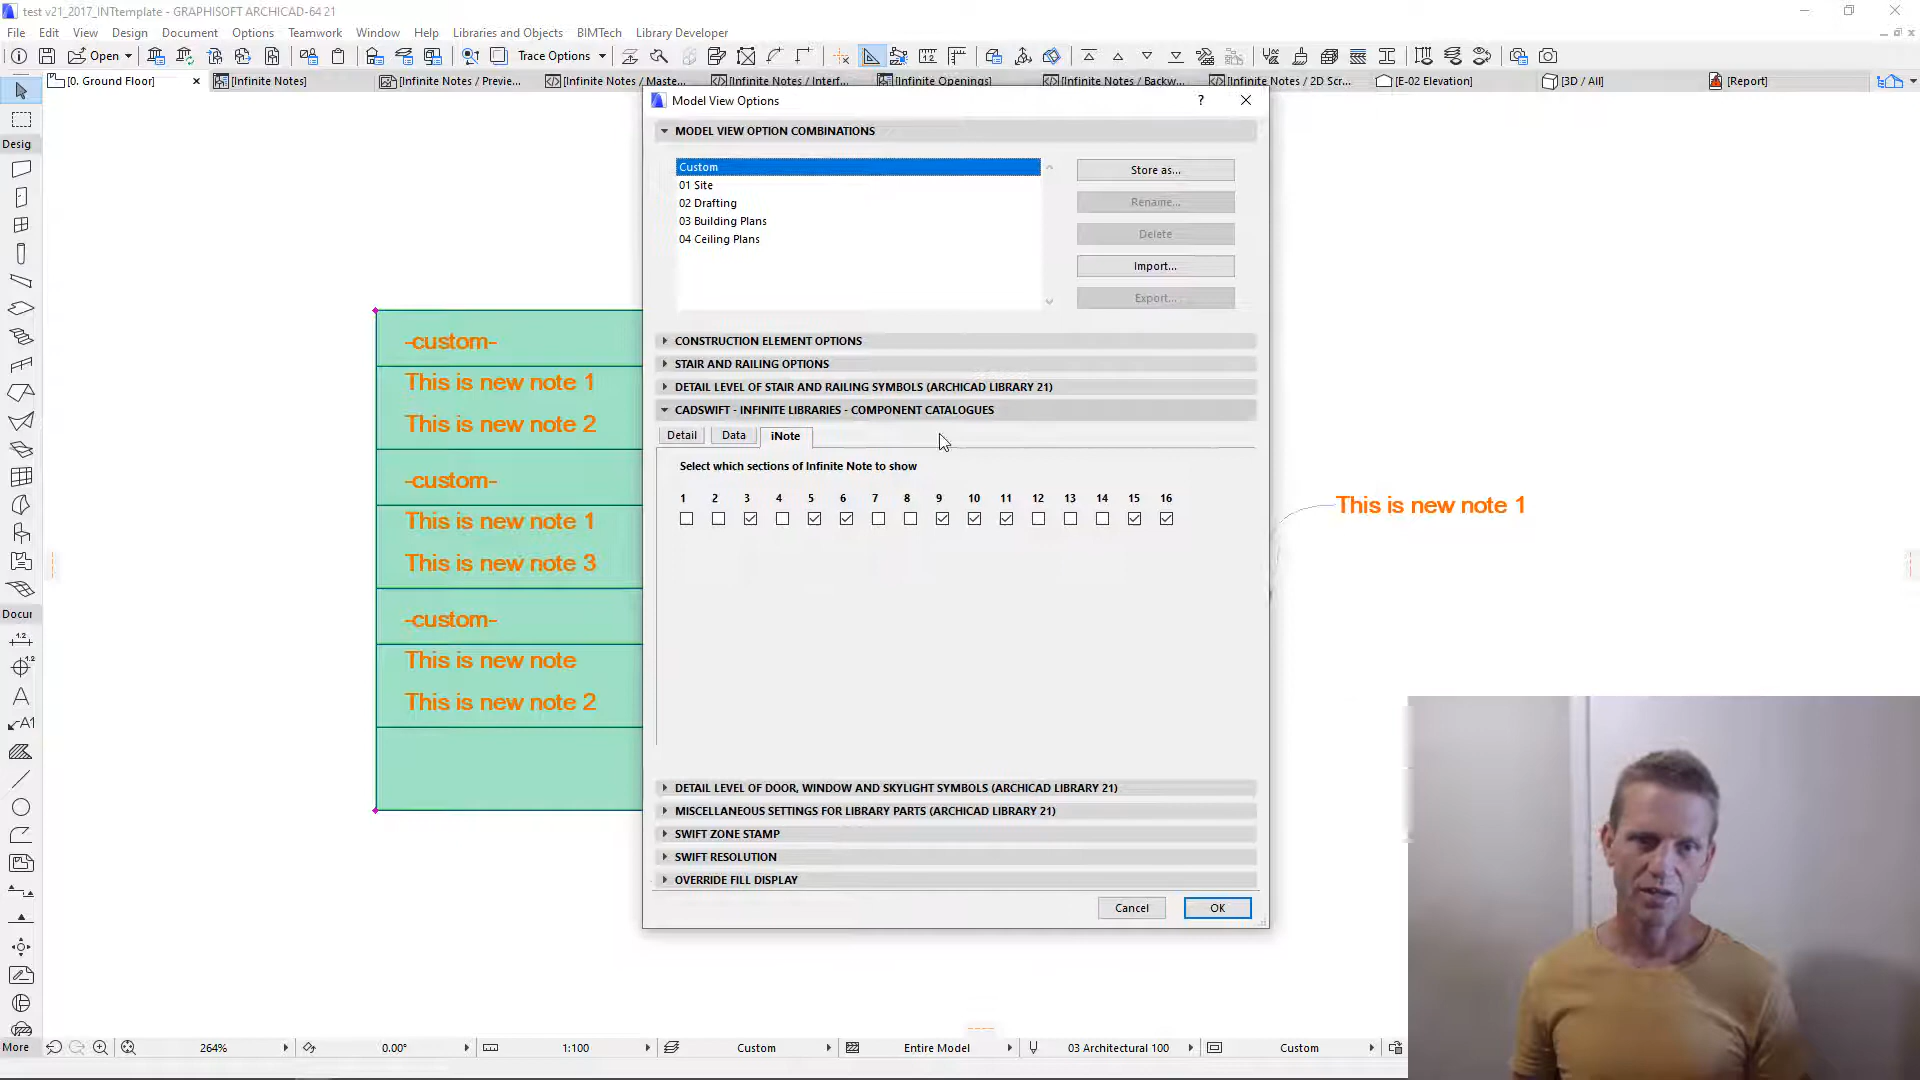 test v21_2017_INTtemplate - GRAPHISOFT ARCHICAD-64 21
File Edit View Design Document Options Teamwork Window Help Libraries and Objects BIMTech Library Developer
Open Trace Options
[0. Ground Floor] [Infinite Notes] [Infinite Notes / Previe... [Infinite Notes / Maste... [Infinite Notes / Interf... [Infinite Openings] [Infinite Notes / Backw... [Infinite Notes / 2D Scr... [E-02 Elevation] [3D / All] [Report]
Desig
Docur
1.2
1.2
A
A1
More
-custom-
This is new note 1
This is new note 2
-custom-
This is new note 1
This is new note 3
-custom-
This is new note
This is new note 2
Model View Options ?
MODEL VIEW OPTION COMBINATIONS
Custom
01 Site
02 Drafting
03 Building Plans
04 Ceiling Plans
Store as...
Rename...
Delete
Import...
Export...
CONSTRUCTION ELEMENT OPTIONS
STAIR AND RAILING OPTIONS
DETAIL LEVEL OF STAIR AND RAILING SYMBOLS (ARCHICAD LIBRARY 21)
CADSWIFT - INFINITE LIBRARIES - COMPONENT CATALOGUES
Detail Data iNote
Select which sections of Infinite Note to show
1 2 3 4 5 6 7 8 9 10 11 12 13 14 15 16
DETAIL LEVEL OF DOOR, WINDOW AND SKYLIGHT SYMBOLS (ARCHICAD LIBRARY 21)
MISCELLANEOUS SETTINGS FOR LIBRARY PARTS (ARCHICAD LIBRARY 21)
SWIFT ZONE STAMP
SWIFT RESOLUTION
OVERRIDE FILL DISPLAY
Cancel OK
This is new note 1
264% 0.00° 1:100 Custom Entire Model 03 Architectural 100 Custom